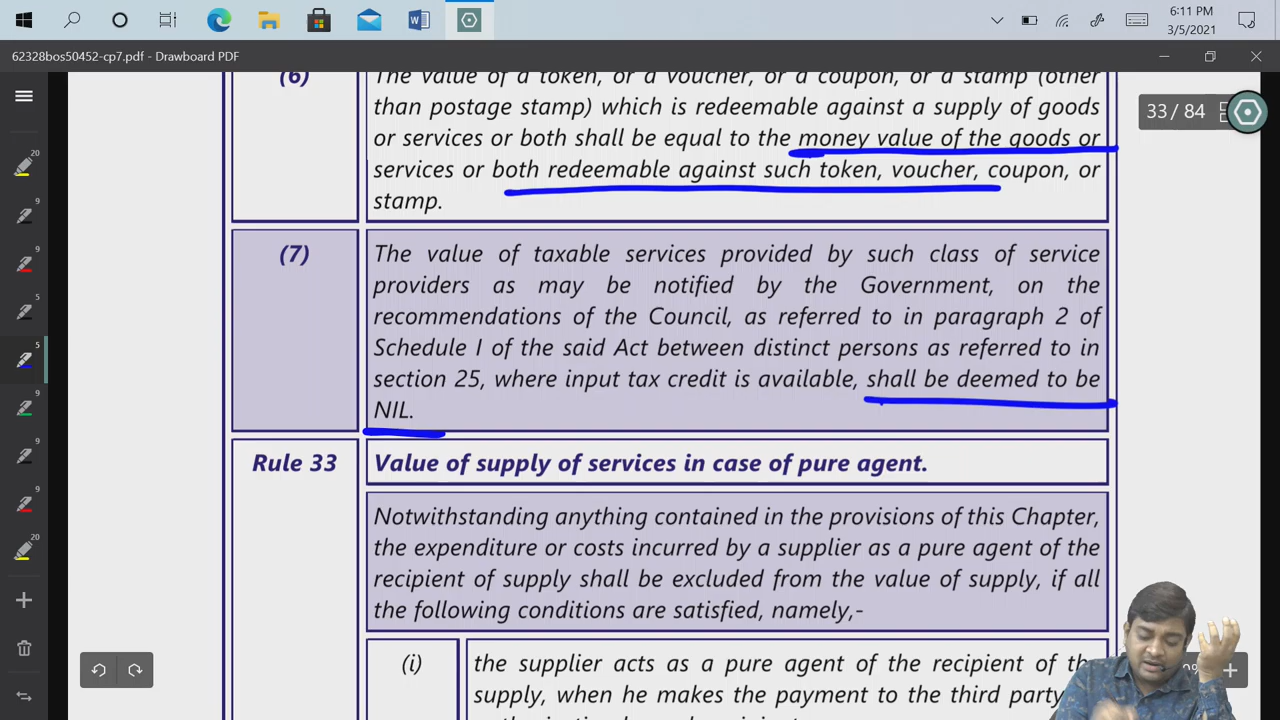 6:11 PM
3/5/2021
62328bos50452-cp7.pdf - Drawboard PDF
33 / 84
20
9
9
5
5
9
9
9
20
(6)
The value of a token, or a voucher, or a coupon, or a stamp (other
than postage stamp) which is redeemable against a supply of goods
or services or both shall be equal to the money value of the goods or
services or both redeemable against such token, voucher, coupon, or
stamp.
(7)
The value of taxable services provided by such class of service
providers as may be notified by the Government, on the
recommendations of the Council, as referred to in paragraph 2 of
Schedule I of the said Act between distinct persons as referred to in
section 25, where input tax credit is available, shall be deemed to be
NIL.
Rule 33
Value of supply of services in case of pure agent.
Notwithstanding anything contained in the provisions of this Chapter,
the expenditure or costs incurred by a supplier as a pure agent of the
recipient of supply shall be excluded from the value of supply, if all
the following conditions are satisfied, namely,-
(i)
the supplier acts as a pure agent of the recipient of the
supply, when he makes the payment to the third party